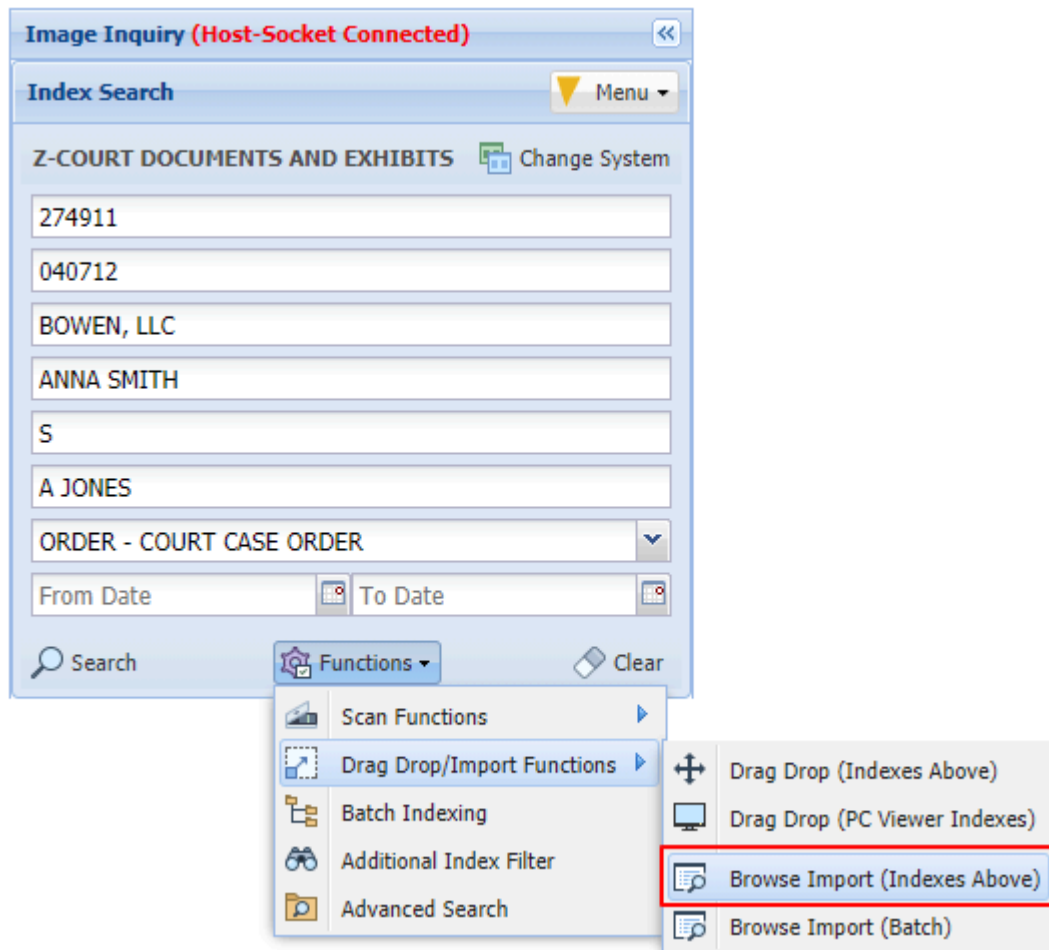 Image Inquiry (Host-Socket Connected)
Index Search
Menu
Z-COURT DOCUMENTS AND EXHIBITS
Change System
274911
040712
BOWEN, LLC
ANNA SMITH
S
A JONES
ORDER - COURT CASE ORDER
From Date
To Date
Search
Functions
Clear
Scan Functions
Drag Drop/Import Functions
Batch Indexing
Additional Index Filter
Advanced Search
Drag Drop (Indexes Above)
Drag Drop (PC Viewer Indexes)
Browse Import (Indexes Above)
Browse Import (Batch)